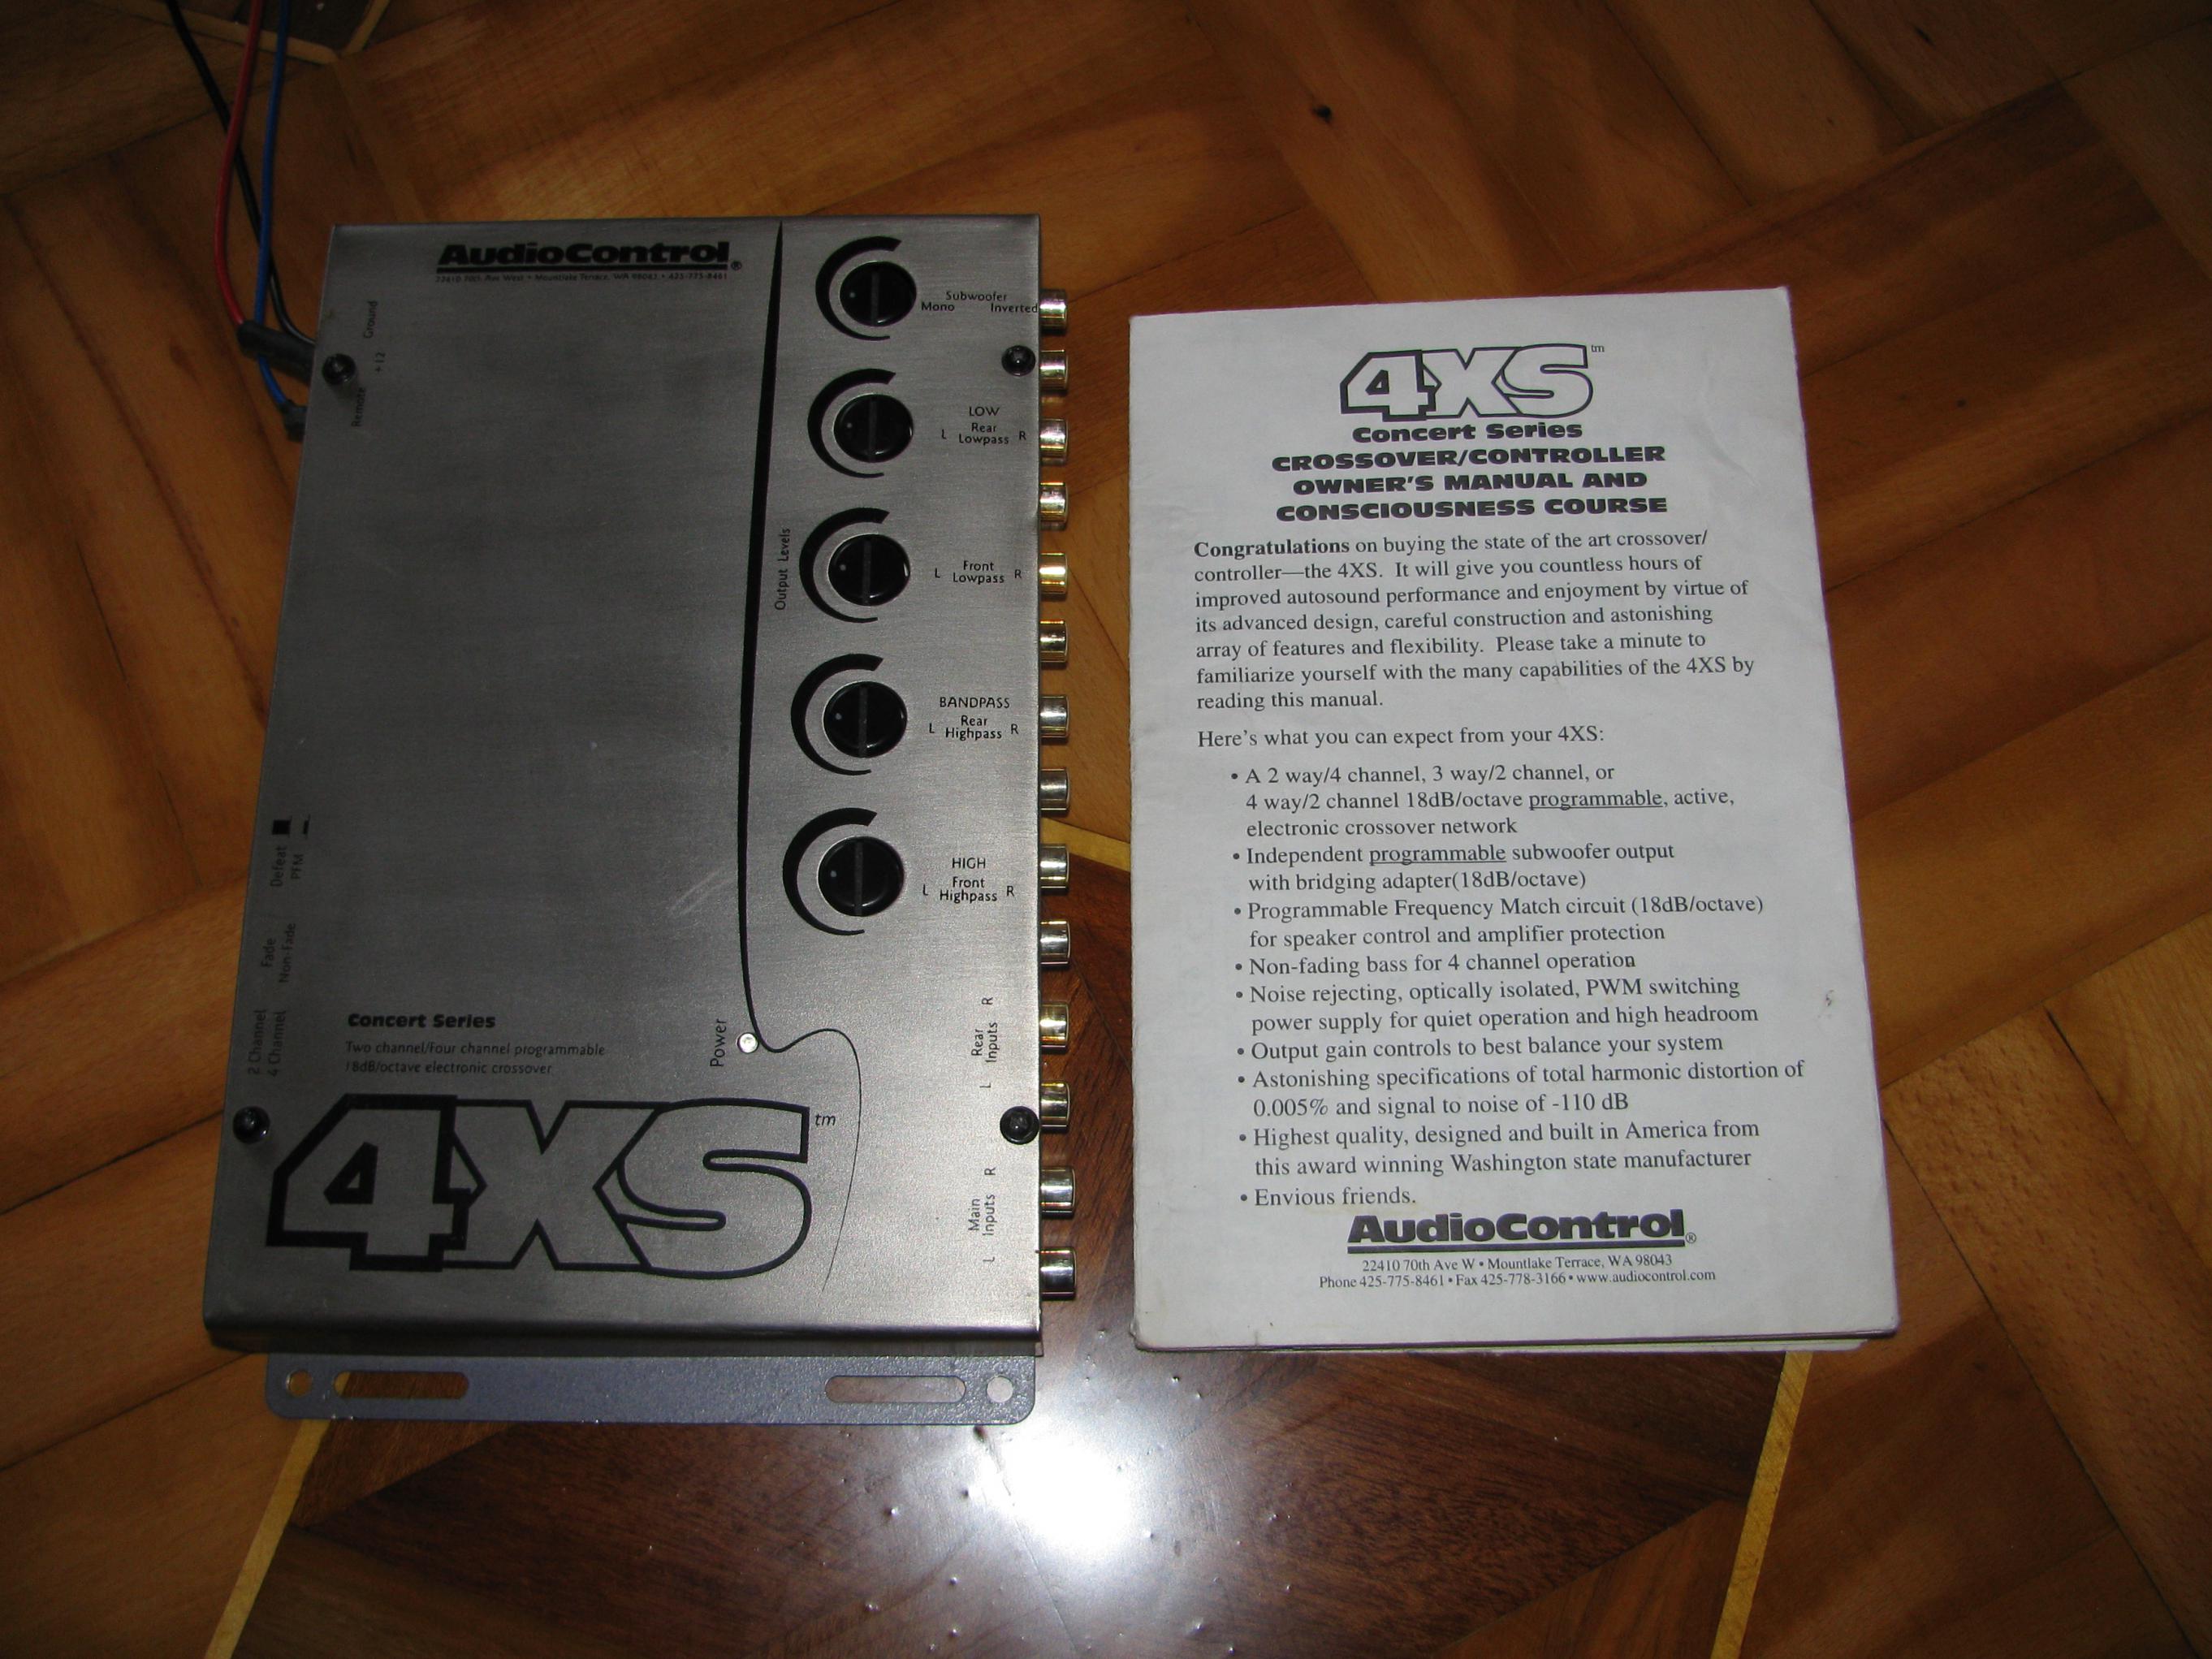 AudioControl®
22410 70th Ave West • Mountlake Terrace, WA 98043 • 425-775-8461
Ground
+12
Remote
Subwoofer
Mono Inverted
LOW
Rear
L Lowpass R
Output Levels
Front
L Lowpass R
BANDPASS
Rear
L Highpass R
HIGH
Front
L Highpass R
Defeat
PFM
Fade
Non-Fade
2 Channel
4 Channel
Concert Series
Two channel/four channel programmable
18dB/octave electronic crossover
Power
L Rear Inputs R
L Main Inputs R
4XS tm
4XS tm
Concert Series
CROSSOVER/CONTROLLER
OWNER'S MANUAL AND
CONSCIOUSNESS COURSE
Congratulations on buying the state of the art crossover/
controller—the 4XS. It will give you countless hours of
improved autosound performance and enjoyment by virtue of
its advanced design, careful construction and astonishing
array of features and flexibility. Please take a minute to
familiarize yourself with the many capabilities of the 4XS by
reading this manual.
Here's what you can expect from your 4XS:
• A 2 way/4 channel, 3 way/2 channel, or
4 way/2 channel 18dB/octave programmable, active,
electronic crossover network
• Independent programmable subwoofer output
with bridging adapter(18dB/octave)
• Programmable Frequency Match circuit (18dB/octave)
for speaker control and amplifier protection
• Non-fading bass for 4 channel operation
• Noise rejecting, optically isolated, PWM switching
power supply for quiet operation and high headroom
• Output gain controls to best balance your system
• Astonishing specifications of total harmonic distortion of
0.005% and signal to noise of -110 dB
• Highest quality, designed and built in America from
this award winning Washington state manufacturer
• Envious friends.
AudioControl®
22410 70th Ave W • Mountlake Terrace, WA 98043
Phone 425-775-8461 • Fax 425-778-3166 • www.audiocontrol.com